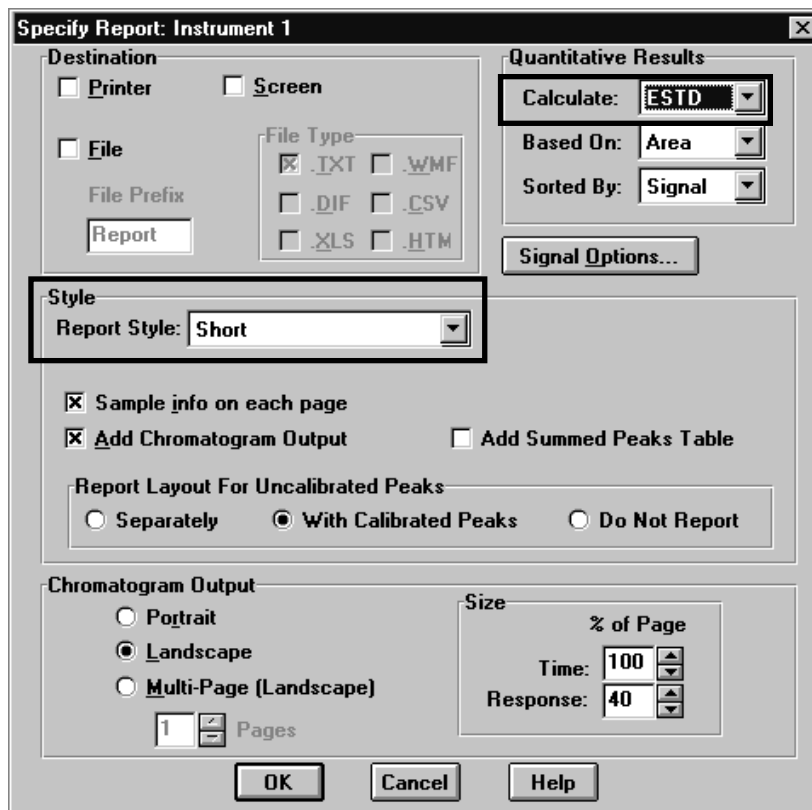 Specify Report: Instrument 1
Destination
Printer
Screen
File
File Prefix
Report
File Type
.TXT
.WMF
.DIF
.CSV
.XLS
.HTM
Quantitative Results
Calculate: ESTD
Based On: Area
Sorted By: Signal
Signal Options...
Style
Report Style: Short
Sample info on each page
Add Chromatogram Output
Add Summed Peaks Table
Report Layout For Uncalibrated Peaks
Separately
With Calibrated Peaks
Do Not Report
Chromatogram Output
Portrait
Landscape
Multi-Page (Landscape)
1 Pages
Size
% of Page
Time: 100
Response: 40
OK
Cancel
Help